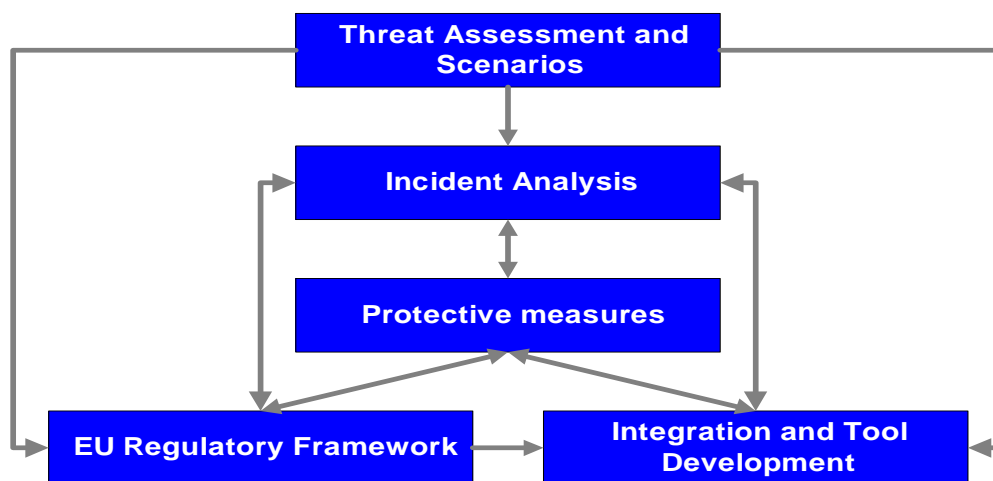 Threat Assessment and
Scenarios
Incident Analysis
Protective measures
EU Regulatory Framework
Integration and Tool
Development